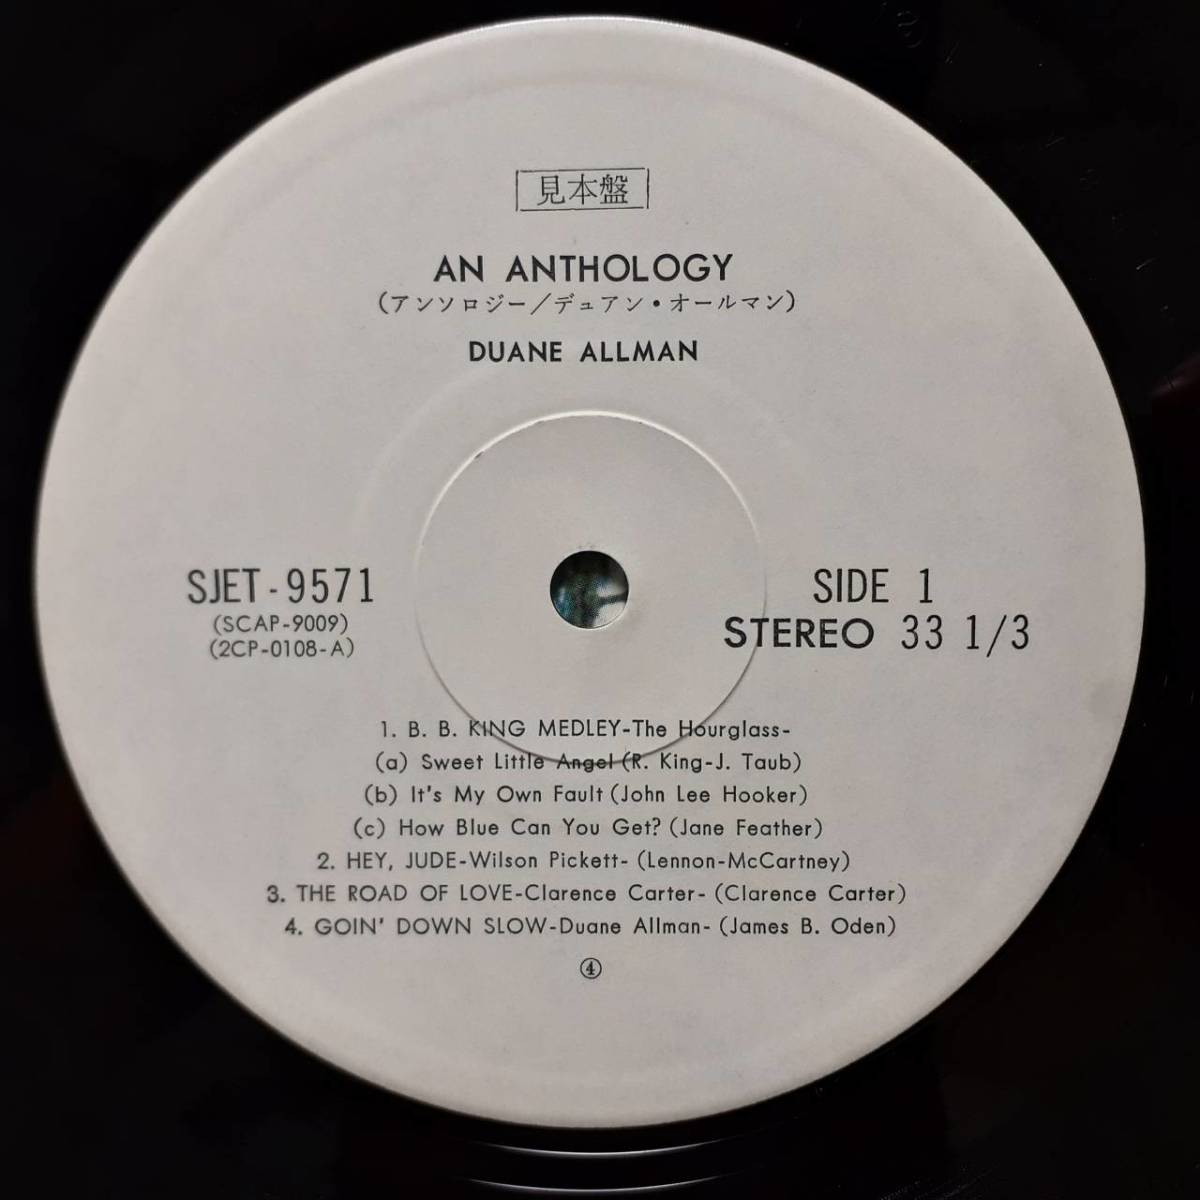 見本盤
AN ANTHOLOGY
(アンソロジー/デュアン・オールマン)
DUANE ALLMAN
SJET-9571
(SCAP-9009)
(2CP-0108-A)
SIDE 1
STEREO 33 1/3
1. B. B. KING MEDLEY-The Hourglass-
(a) Sweet Little Angel (R. King-J. Taub)
(b) It's My Own Fault (John Lee Hooker)
(c) How Blue Can You Get? (Jane Feather)
2. HEY, JUDE-Wilson Pickett- (Lennon-McCartney)
3. THE ROAD OF LOVE-Clarence Carter- (Clarence Carter)
4. GOIN' DOWN SLOW-Duane Allman- (James B. Oden)
④